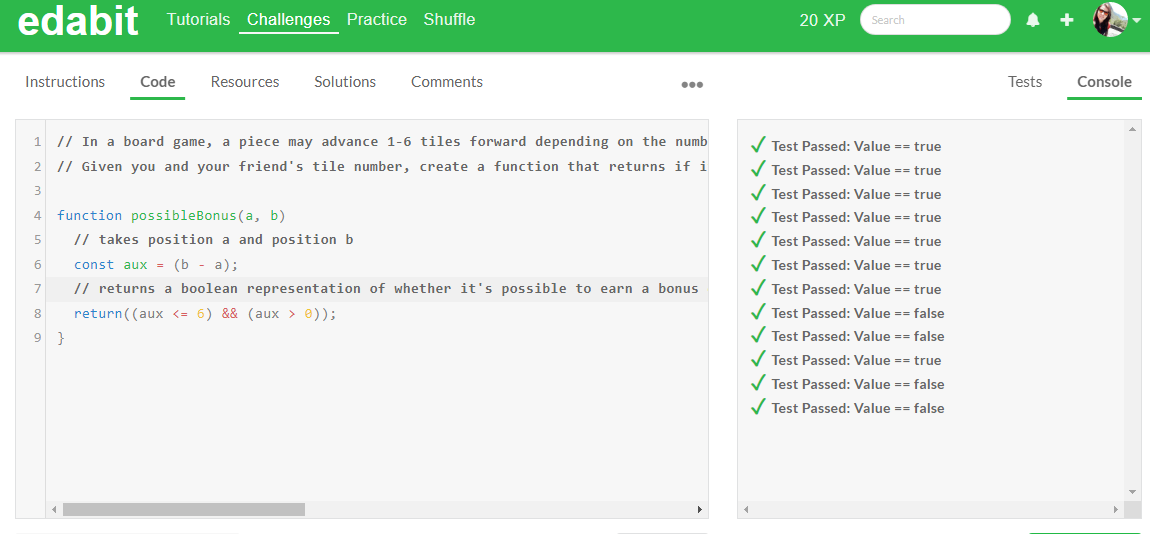 edabit Tutorials Challenges Practice Shuffle 20 XP Search
Instructions Code Resources Solutions Comments Tests Console
1 // In a board game, a piece may advance 1-6 tiles forward depending on the numb
2 // Given you and your friend's tile number, create a function that returns if i
3
4 function possibleBonus(a, b)
5 // takes position a and position b
6 const aux = (b - a);
7 // returns a boolean representation of whether it's possible to earn a bonus
8 return((aux <= 6) && (aux > 0));
9 }
Test Passed: Value == true
Test Passed: Value == true
Test Passed: Value == true
Test Passed: Value == true
Test Passed: Value == true
Test Passed: Value == true
Test Passed: Value == true
Test Passed: Value == false
Test Passed: Value == false
Test Passed: Value == true
Test Passed: Value == false
Test Passed: Value == false